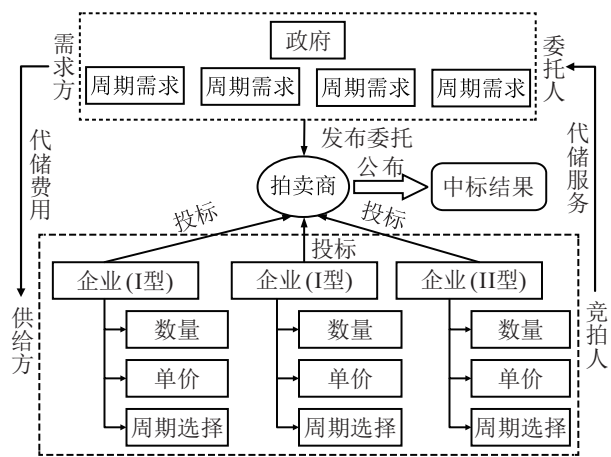 政府
需求方
委托人
周期需求 周期需求 周期需求 周期需求
发布委托
代储费用
代储服务
拍卖商
公布
中标结果
投标 投标 投标
企业(I型) 企业(I型) 企业(II型)
供给方
竞拍人
数量 数量 数量
单价 单价 单价
周期选择 周期选择 周期选择